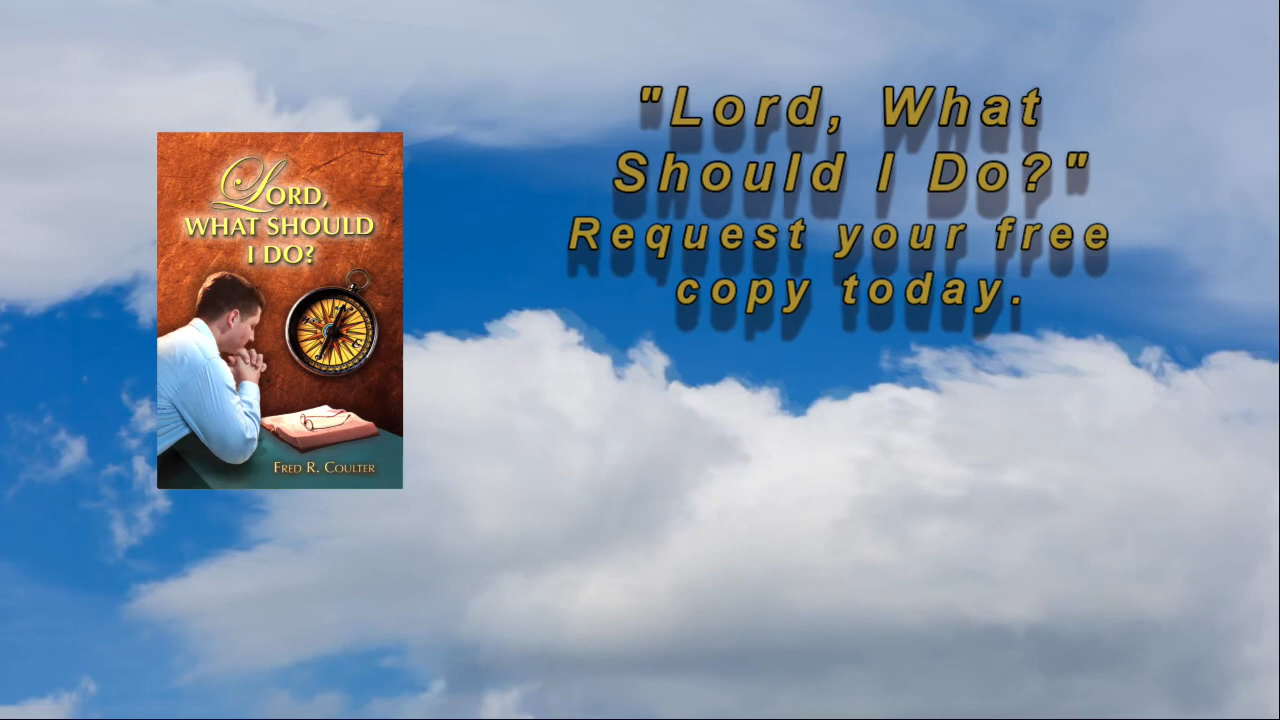 LORD,
WHAT SHOULD
I DO?
FRED R. COULTER
"Lord, What
Should I Do?"
Request your free
copy today.